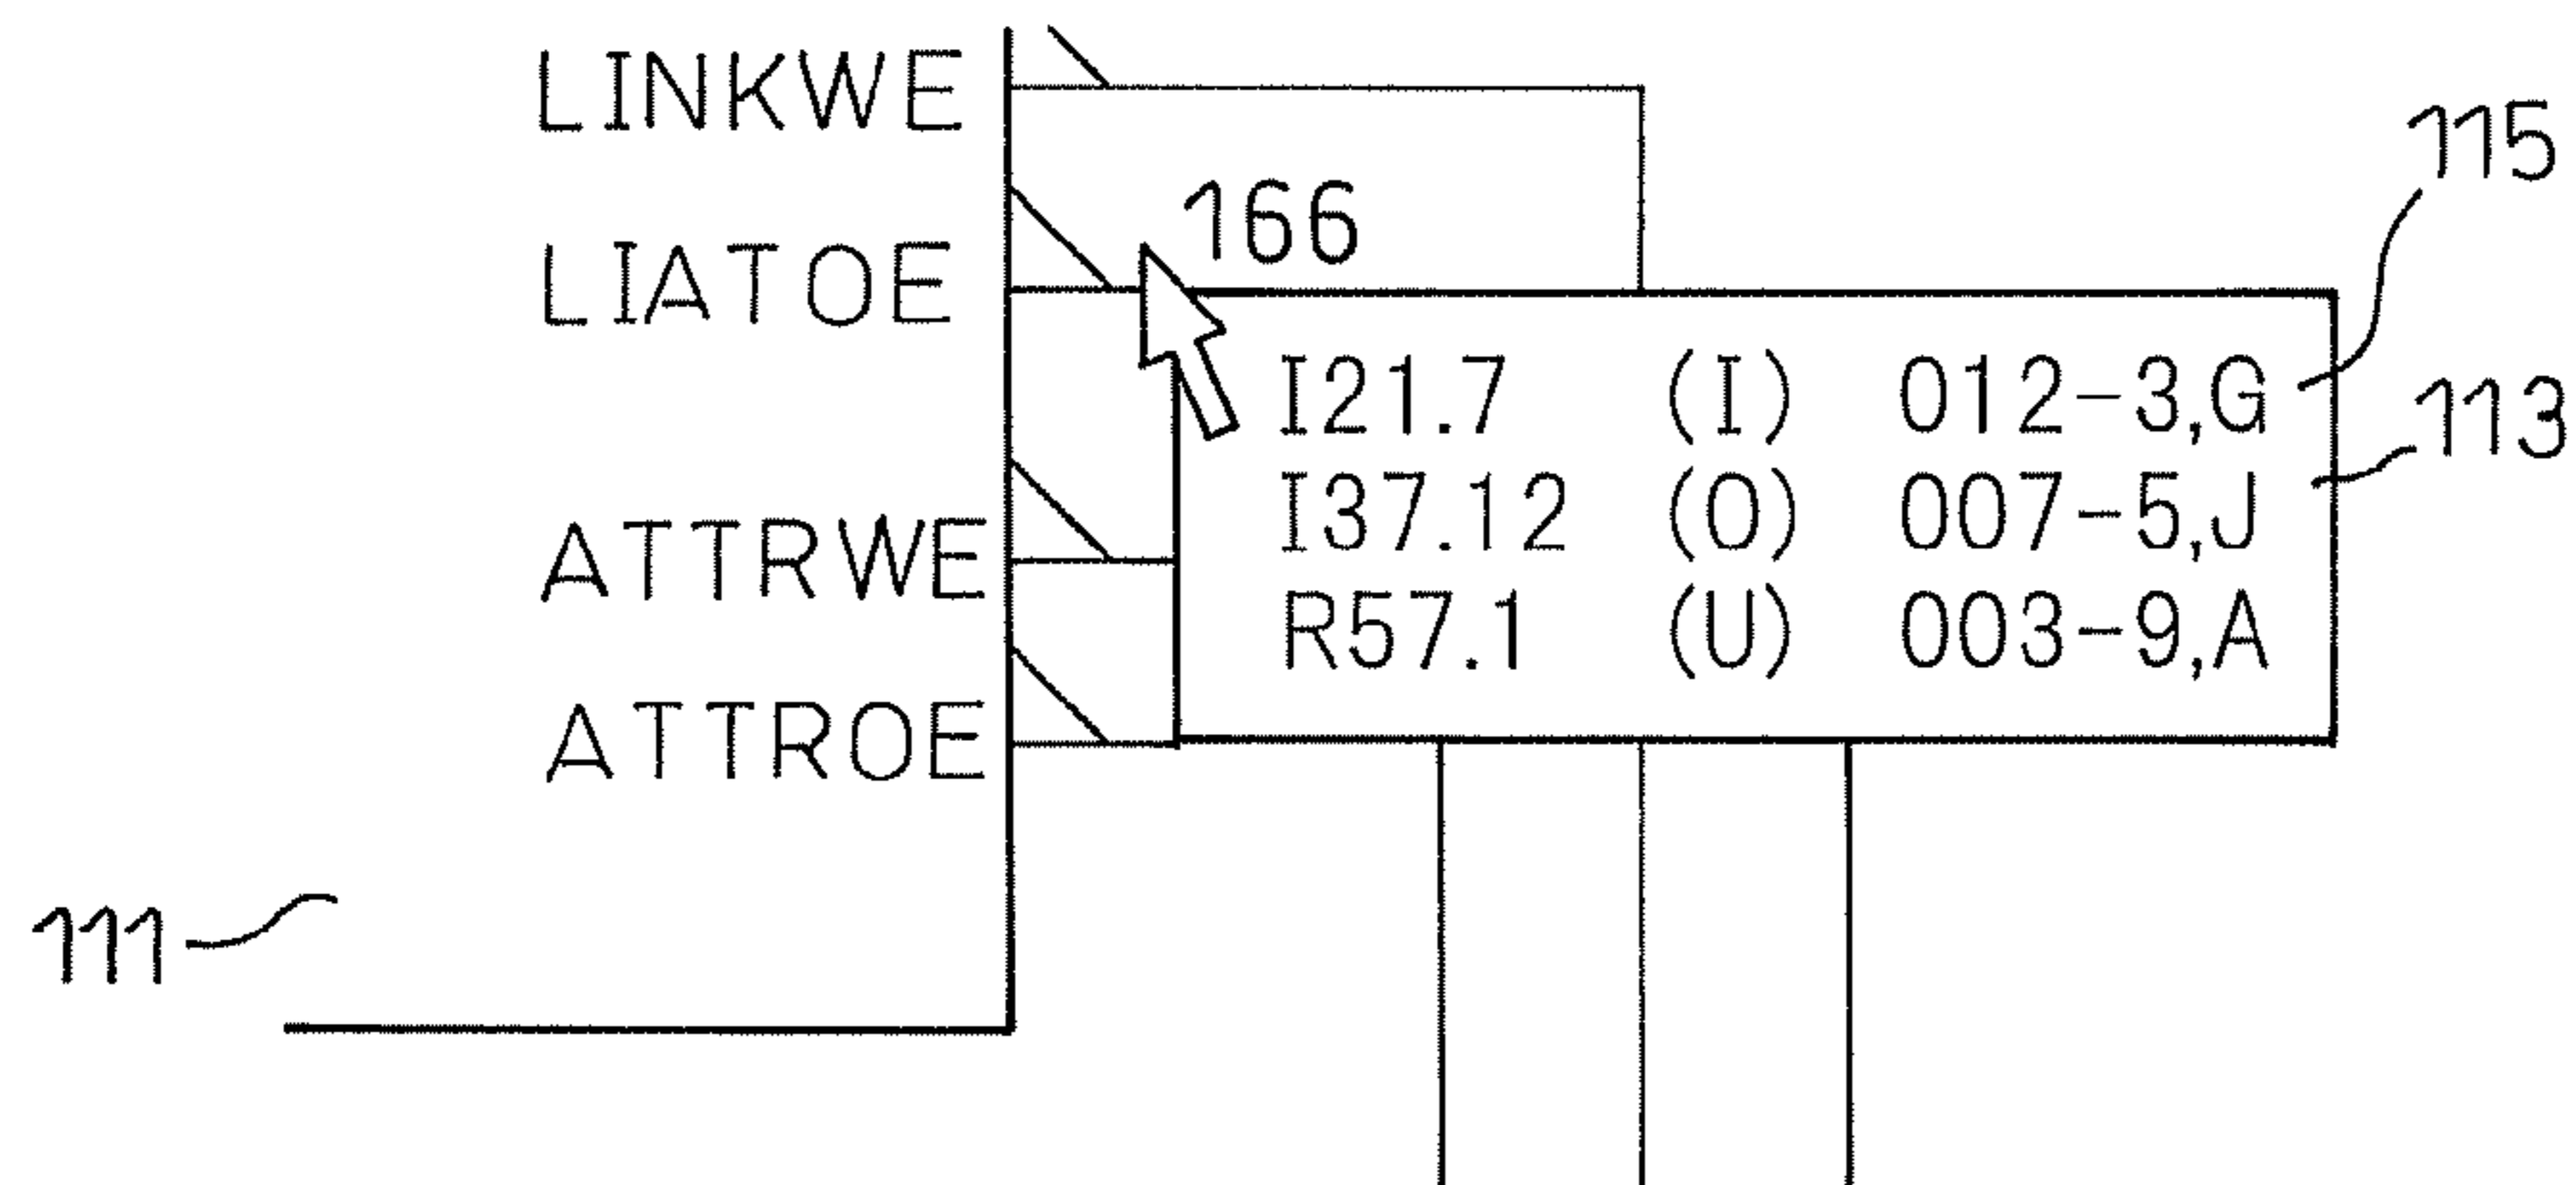 LINKWE
115
166
LIATOE
I21.7 (I) 012-3,G
113
I37.12 (O) 007-5,J
ATTRWE
R57.1 (U) 003-9,A
ATTROE
111